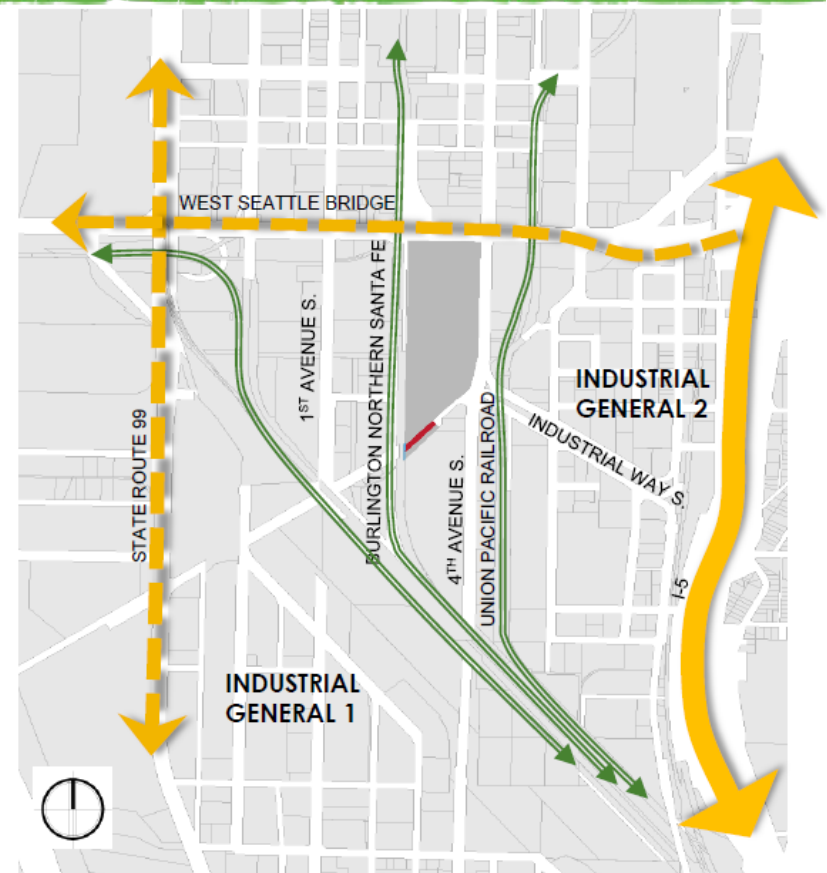 WEST SEATTLE BRIDGE
1ST AVENUE S.
BURLINGTON NORTHERN SANTA FE
INDUSTRIAL
GENERAL 2
STATE ROUTE 99
4TH AVENUE S.
UNION PACIFIC RAILROAD
INDUSTRIAL WAY S.
I-5
INDUSTRIAL
GENERAL 1